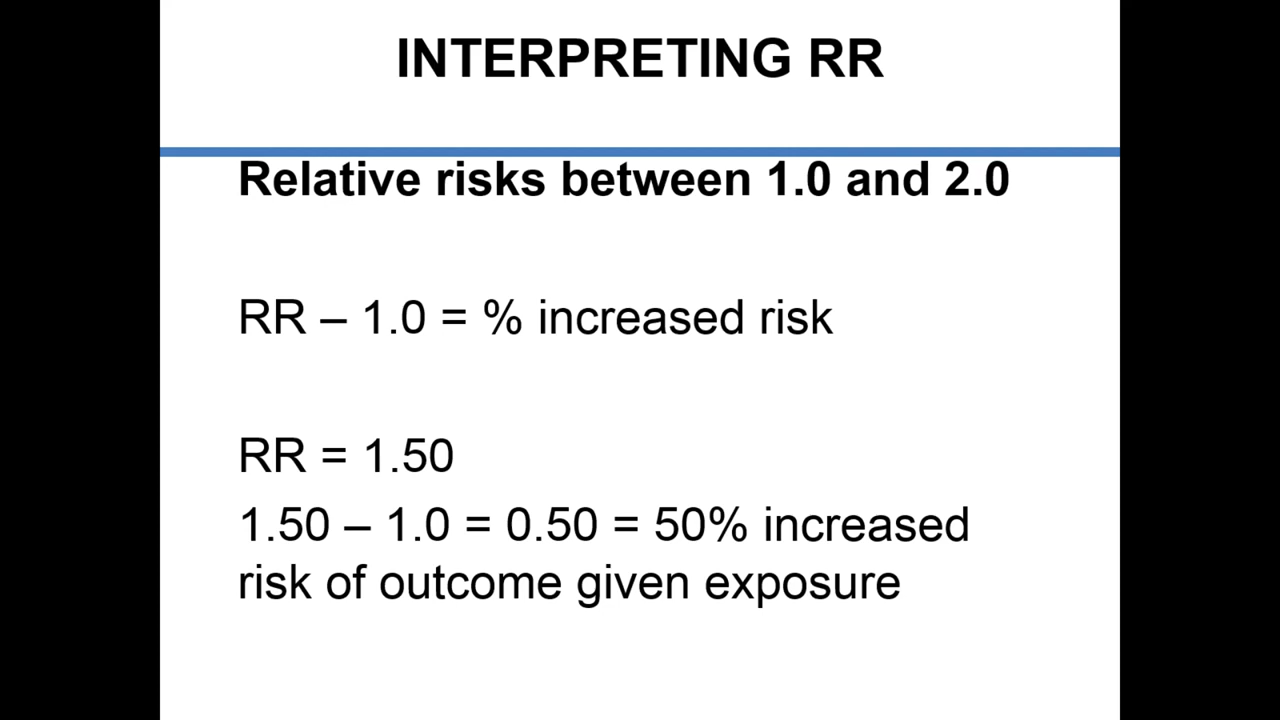 INTERPRETING RR
Relative risks between 1.0 and 2.0
RR – 1.0 = % increased risk
RR = 1.50
1.50 – 1.0 = 0.50 = 50% increased
risk of outcome given exposure